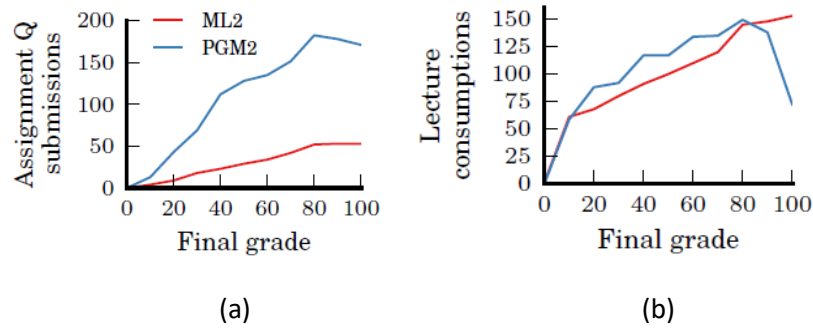 Assignment Q
submissions
200
150
100
50
0
ML2
PGM2
0 20 40 60 80 100
Final grade
(a)
Lecture
consumptions
150
125
100
75
50
25
0
0 20 40 60 80 100
Final grade
(b)